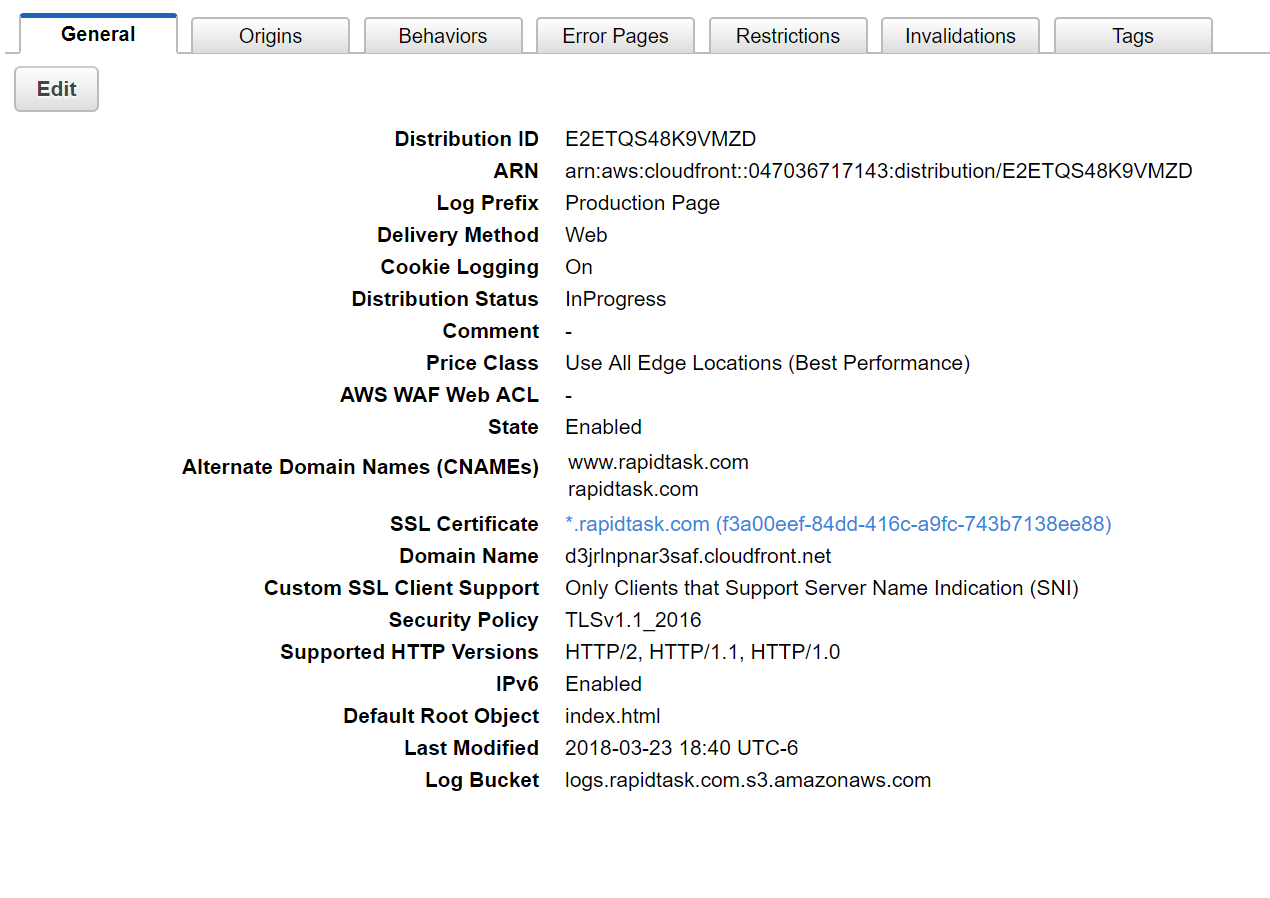 General Origins Behaviors Error Pages Restrictions Invalidations Tags
Edit
Distribution ID E2ETQS48K9VMZD
ARN arn:aws:cloudfront::047036717143:distribution/E2ETQS48K9VMZD
Log Prefix Production Page
Delivery Method Web
Cookie Logging On
Distribution Status InProgress
Comment -
Price Class Use All Edge Locations (Best Performance)
AWS WAF Web ACL -
State Enabled
Alternate Domain Names (CNAMEs) www.rapidtask.com
rapidtask.com
SSL Certificate *.rapidtask.com (f3a00eef-84dd-416c-a9fc-743b7138ee88)
Domain Name d3jrlnpnar3saf.cloudfront.net
Custom SSL Client Support Only Clients that Support Server Name Indication (SNI)
Security Policy TLSv1.1_2016
Supported HTTP Versions HTTP/2, HTTP/1.1, HTTP/1.0
IPv6 Enabled
Default Root Object index.html
Last Modified 2018-03-23 18:40 UTC-6
Log Bucket logs.rapidtask.com.s3.amazonaws.com